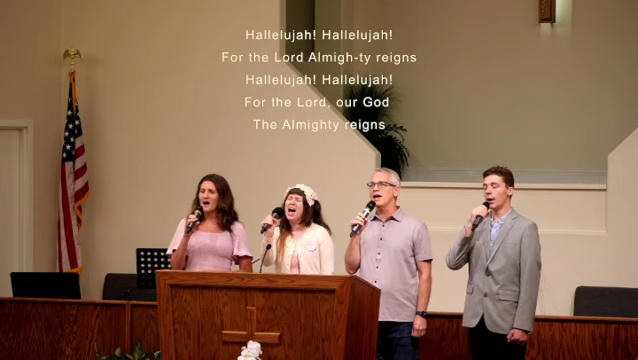 Hallelujah! Hallelujah!
For the Lord Almigh-ty reigns
Hallelujah! Hallelujah!
For the Lord, our God
The Almighty reigns